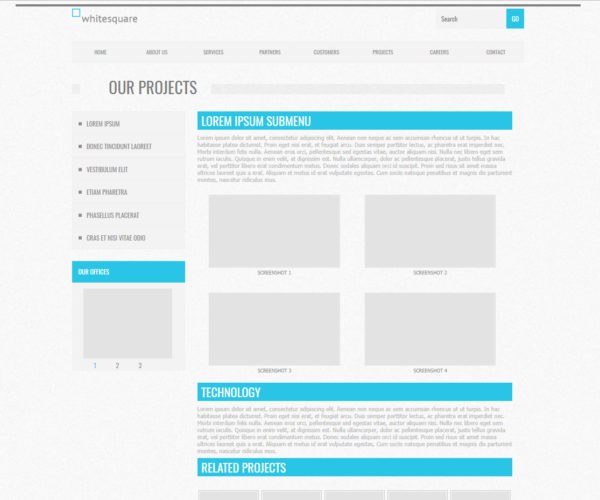 whitesquare
Search GO
HOME ABOUT US SERVICES PARTNERS CUSTOMERS PROJECTS CAREERS CONTACT
OUR PROJECTS
LOREM IPSUM
DONEC TINCIDUNT LAOREET
VESTIBULUM ELIT
ETIAM PHARETRA
PHASELLUS PLACERAT
CRAS ET NISI VITAE ODIO
OUR OFFICES
1 2 3
LOREM IPSUM SUBMENU
Lorem ipsum dolor sit amet, consectetur adipiscing elit. Aenean non neque ac sem accumsan rhoncus ut ut turpis. In hac
habitasse platea dictumst. Proin eget nisi erat, et feugiat arcu. Duis semper porttitor lectus, ac pharetra erat imperdiet nec.
Morbi interdum felis nulla. Aenean eros orci, pellentesque sed egestas vitae, auctor aliquam nisi. Nulla nec libero eget sem
rutrum iaculis. Quisque in enim velit, at dignissim est. Nulla ullamcorper, dolor ac pellentesque placerat, justo tellus gravida
erat, vel porttitor libero erat condimentum metus. Donec sodales aliquam orci id suscipit. Proin sed risus sit amet massa
ultrices laoreet quis a erat. Aliquam et metus id erat vulputate egestas. Cum sociis natoque penatibus et magnis dis parturient
montes, nascetur ridiculus mus.
SCREENSHOT 1 SCREENSHOT 2
SCREENSHOT 3 SCREENSHOT 4
TECHNOLOGY
Lorem ipsum dolor sit amet, consectetur adipiscing elit. Aenean non neque ac sem accumsan rhoncus ut ut turpis. In hac
habitasse platea dictumst. Proin eget nisi erat, et feugiat arcu. Duis semper porttitor lectus, ac pharetra erat imperdiet nec.
Morbi interdum felis nulla. Aenean eros orci, pellentesque sed egestas vitae, auctor aliquam nisi. Nulla nec libero eget sem
rutrum iaculis. Quisque in enim velit, at dignissim est. Nulla ullamcorper, dolor ac
erat, vel porttitor libero erat condimentum metus. Donec sodales aliquam orci id suscipit. Proin sed risus sit amet massa
ultrices laoreet quis a erat. Aliquam et metus id erat vulputate egestas. Cum sociis natoque penatibus et magnis dis parturient
RELATED PROJECTS